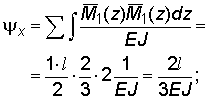 ψ_X = ∑ ∫ M̅₁(z)M̅₁(z)dz / EJ =
= 1·l / 2 · 2 / 3 · 2 1 / EJ = 2l / 3EJ;